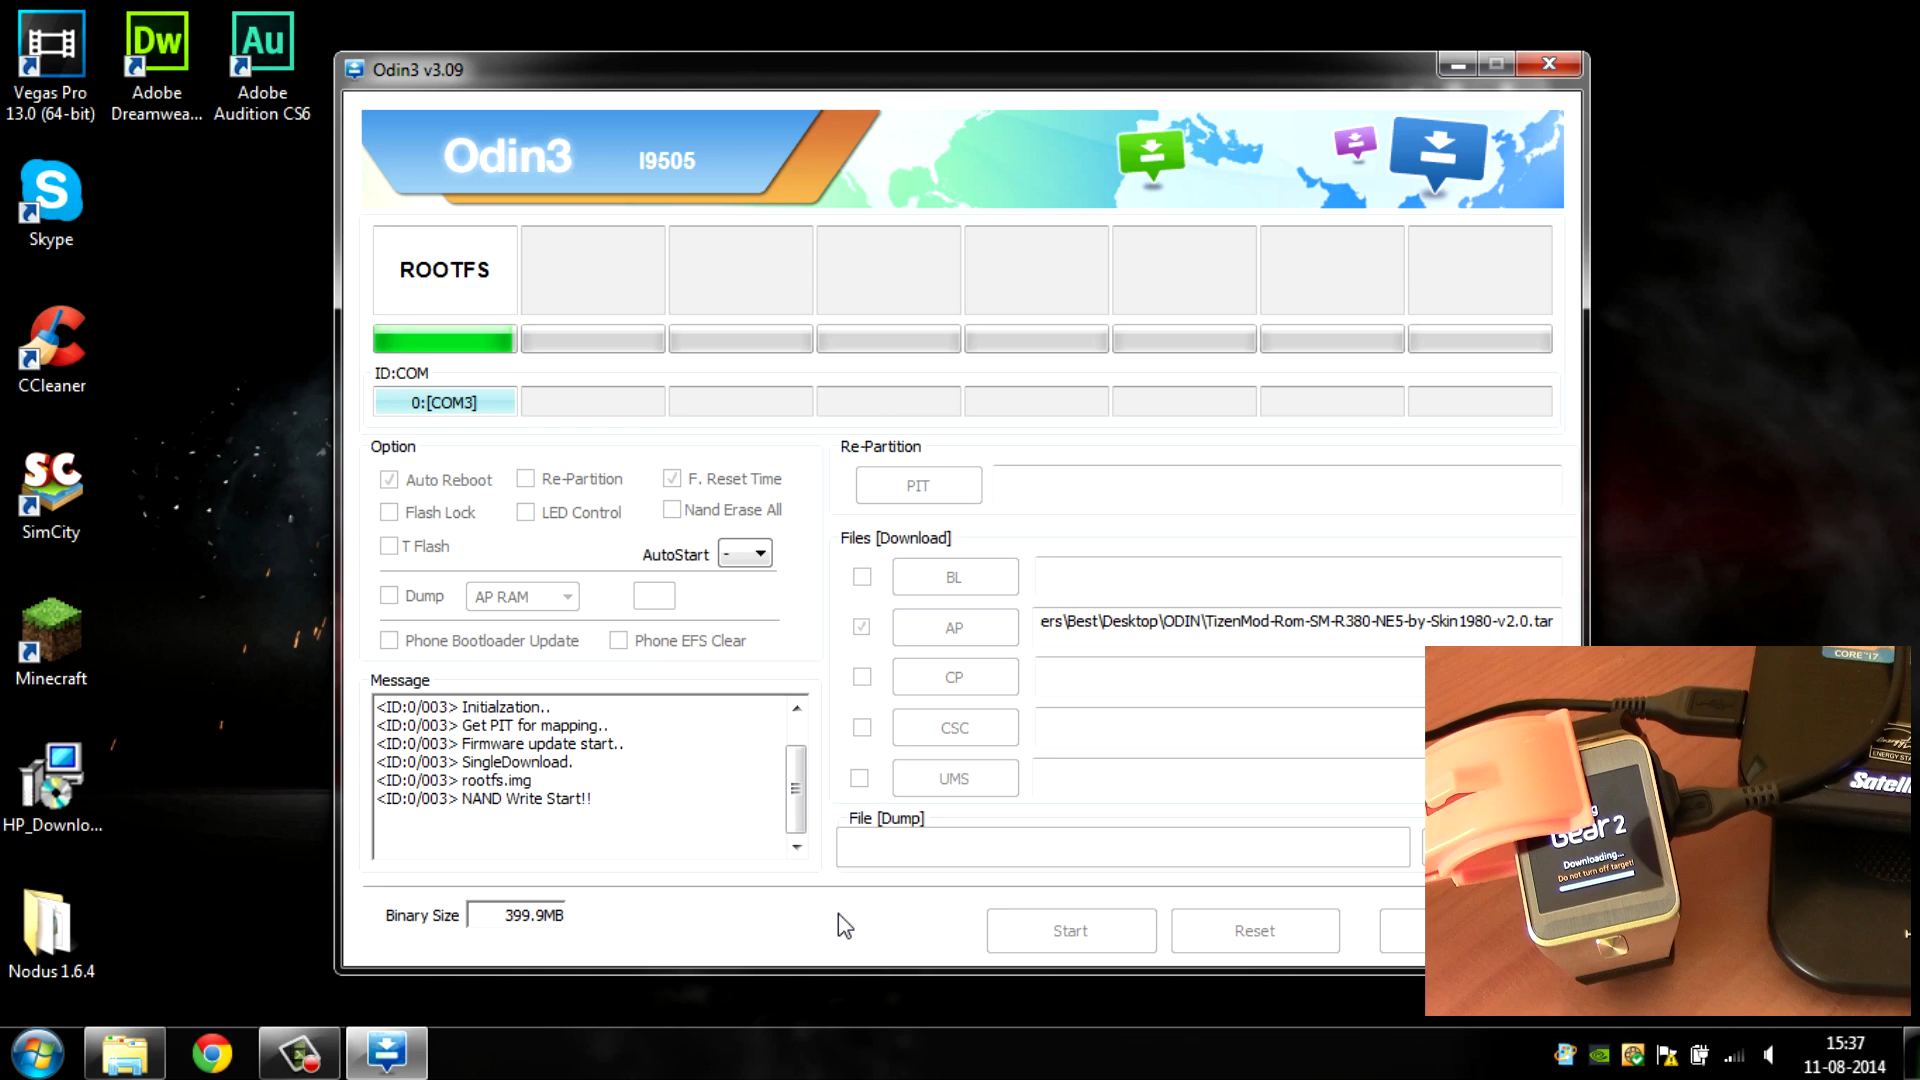 Vegas Pro
13.0 (64-bit)
Adobe
Dreamwea...
Adobe
Audition CS6
Dw
Au
Skype
CCleaner
SC
SimCity
Minecraft
HP_Downlo...
Nodus 1.6.4
Odin3 v3.09
Odin3
I9505
ROOTFS
ID:COM
0:[COM3]
Option
Auto Reboot
Re-Partition
F. Reset Time
Flash Lock
LED Control
Nand Erase All
T Flash
AutoStart
-
Dump
AP RAM
Phone Bootloader Update
Phone EFS Clear
Message
<ID:0/003> Initialzation..
<ID:0/003> Get PIT for mapping..
<ID:0/003> Firmware update start..
<ID:0/003> SingleDownload.
<ID:0/003> rootfs.img
<ID:0/003> NAND Write Start!!
Binary Size
399.9MB
Re-Partition
PIT
Files [Download]
BL
AP
ers\Best\Desktop\ODIN\TizenMod-Rom-SM-R380-NE5-by-Skin1980-v2.0.tar
CP
CSC
UMS
File [Dump]
Start
Reset
CORE™i7
ENERGY STAR
Gear 2
Downloading...
Do not turn off target!
15:37
11-08-2014